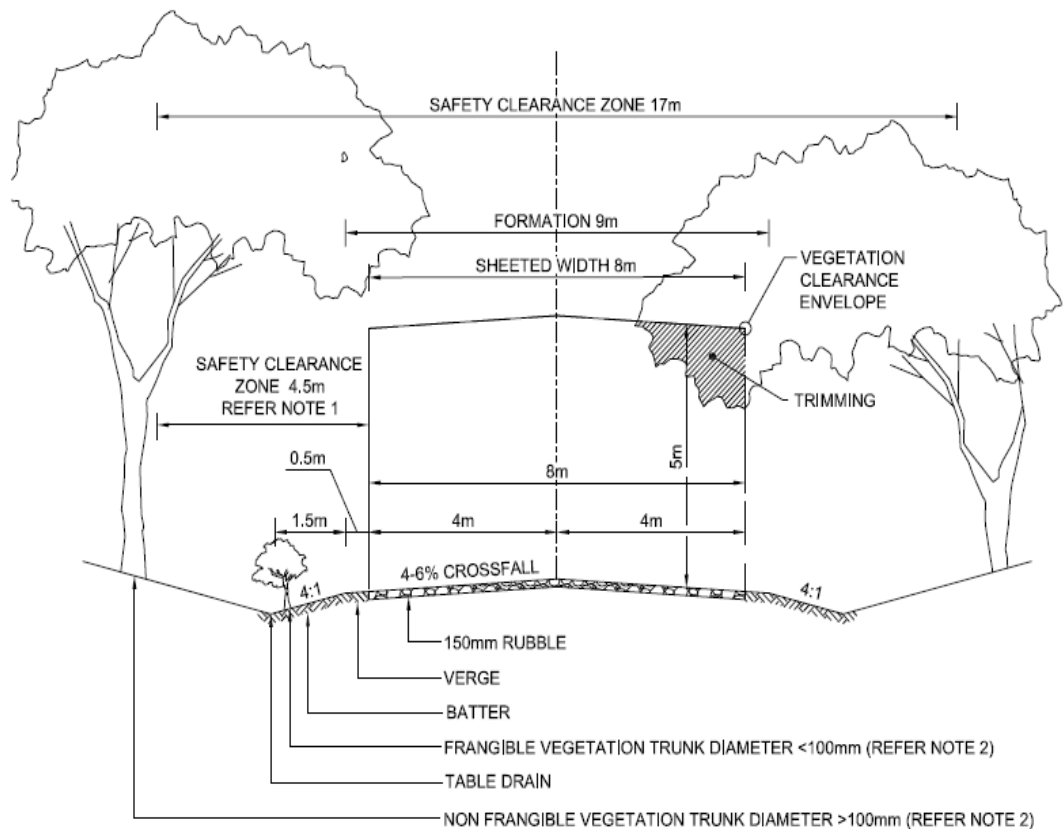 SAFETY CLEARANCE ZONE 17m
FORMATION 9m
SHEETED WIDTH 8m
VEGETATION
CLEARANCE
ENVELOPE
SAFETY CLEARANCE
ZONE 4.5m
REFER NOTE 1
TRIMMING
0.5m
5m
8m
1.5m
4m
4m
4-6% CROSSFALL
4:1
4:1
150mm RUBBLE
VERGE
BATTER
FRANGIBLE VEGETATION TRUNK DIAMETER <100mm (REFER NOTE 2)
TABLE DRAIN
NON FRANGIBLE VEGETATION TRUNK DIAMETER >100mm (REFER NOTE 2)